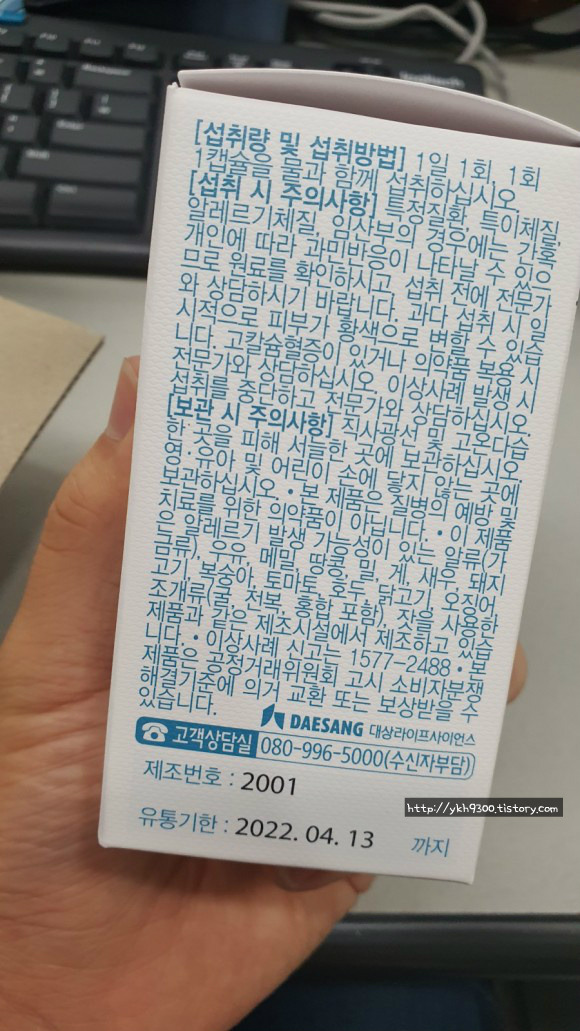 [섭취량 및 섭취방법] 1일 1회, 1회
1캡슐을 물과 함께 섭취하십시오.
[섭취 시 주의사항] 특정질환, 특이체질,
알레르기체질, 임산부의 경우에는 간혹
개인에 따라 과민반응이 나타날 수 있으
므로 원료를 확인하시고, 섭취 전에 전문가
와 상담하시기 바랍니다. 과다 섭취 시 일
시적으로 피부가 황색으로 변할 수 있습
니다. 고칼슘혈증이 있거나 의약품 복용 시
전문가와 상담하십시오. 이상사례 발생 시
섭취를 중단하고 전문가와 상담하십시오.
[보관 시 주의사항] 직사광선 및 고온다습
한 곳을 피해 서늘한 곳에 보관하십시오.
영·유아 및 어린이 손에 닿지 않는 곳에
보관하십시오. • 본 제품은 질병의 예방 및
치료를 위한 의약품이 아닙니다. • 이 제품
은 알레르기 발생 가능성이 있는 알류(가
금류), 우유, 메밀, 땅콩, 밀, 게, 새우, 돼지
고기, 복숭아, 토마토, 호두, 닭고기, 오징어,
조개류(굴, 전복, 홍합 포함), 잣을 사용한
제품과 같은 제조시설에서 제조하고 있습
니다. • 이상사례 신고는 1577-2488 • 본
제품은 공정거래위원회 고시 소비자분쟁
해결기준에 의거 교환 또는 보상받을 수
있습니다.
DAESANG 대상라이프사이언스
고객상담실 080-996-5000(수신자부담)
제조번호 : 2001
유통기한 : 2022. 04. 13 까지
http://ykh9300.tistory.com